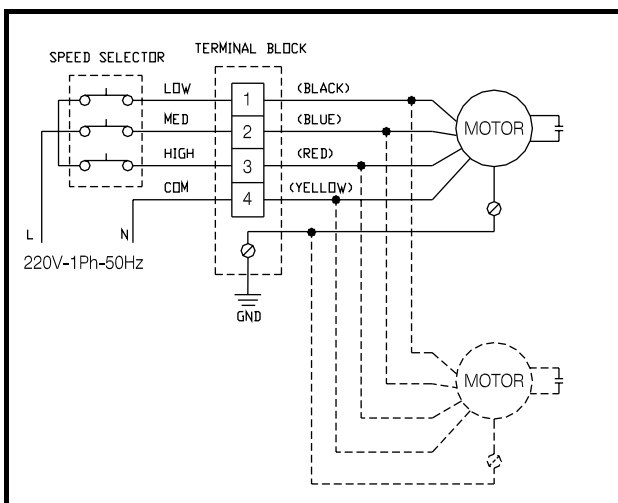 SPEED SELECTOR
TERMINAL BLOCK
LOW
1
(BLACK)
MED
2
(BLUE)
MOTOR
HIGH
3
(RED)
COM
4
(YELLOW)
L
N
220V-1Ph-50Hz
GND
MOTOR